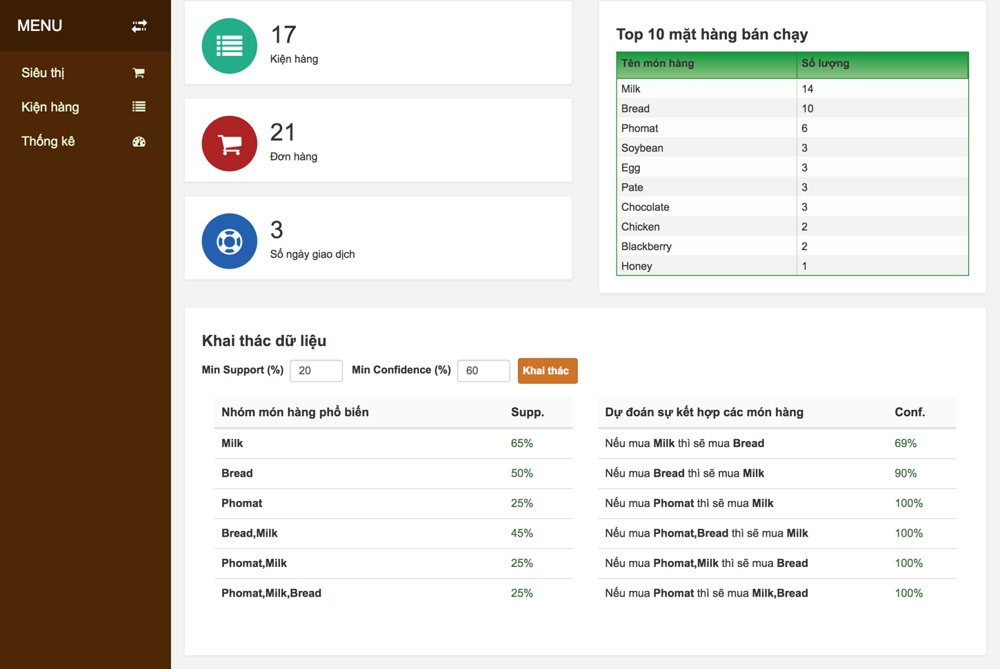 MENU
Siêu thị
Kiện hàng
Thống kê
17
Kiện hàng
21
Đơn hàng
3
Số ngày giao dịch
Top 10 mặt hàng bán chạy
Tên món hàng Số lượng
Milk 14
Bread 10
Phomat 6
Soybean 3
Egg 3
Pate 3
Chocolate 3
Chicken 2
Blackberry 2
Honey 1
Khai thác dữ liệu
Min Support (%) 20 Min Confidence (%) 60 Khai thác
Nhóm món hàng phổ biến Supp.
Milk 65%
Bread 50%
Phomat 25%
Bread,Milk 45%
Phomat,Milk 25%
Phomat,Milk,Bread 25%
Dự đoán sự kết hợp các món hàng Conf.
Nếu mua Milk thì sẽ mua Bread 69%
Nếu mua Bread thì sẽ mua Milk 90%
Nếu mua Phomat thì sẽ mua Milk 100%
Nếu mua Phomat,Bread thì sẽ mua Milk 100%
Nếu mua Phomat,Milk thì sẽ mua Bread 100%
Nếu mua Phomat thì sẽ mua Milk,Bread 100%